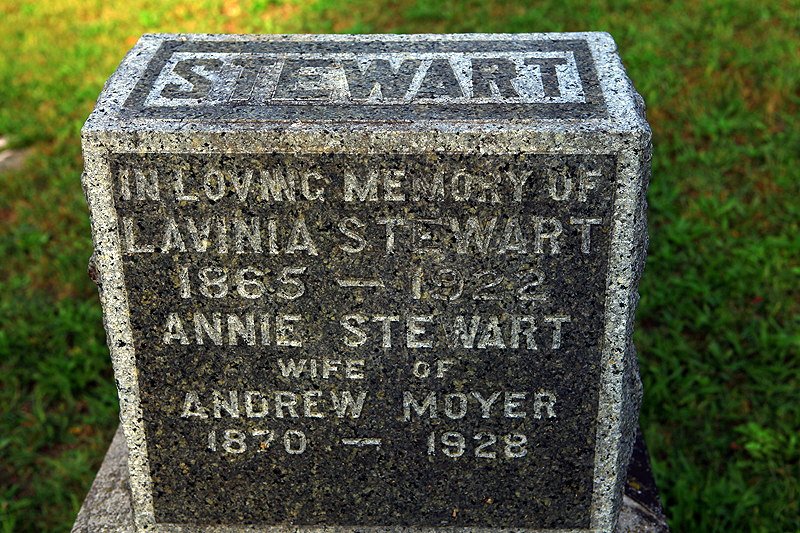 STEWART
IN LOVING MEMORY OF
LAVINIA STEWART
1865 — 1922
ANNIE STEWART
WIFE OF
ANDREW MOYER
1870 — 1928